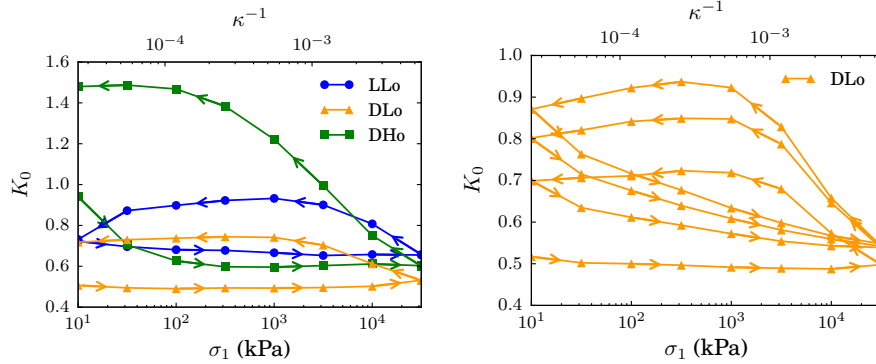 κ⁻¹
10⁻⁴ 10⁻³
1.6
1.4
1.2
1.0
0.8
0.6
0.4
K₀
LLo
DLo
DHo
10¹ 10² 10³ 10⁴
σ₁ (kPa)
κ⁻¹
10⁻⁴ 10⁻³
1.0
0.9
0.8
0.7
0.6
0.5
0.4
K₀
DLo
10¹ 10² 10³ 10⁴
σ₁ (kPa)